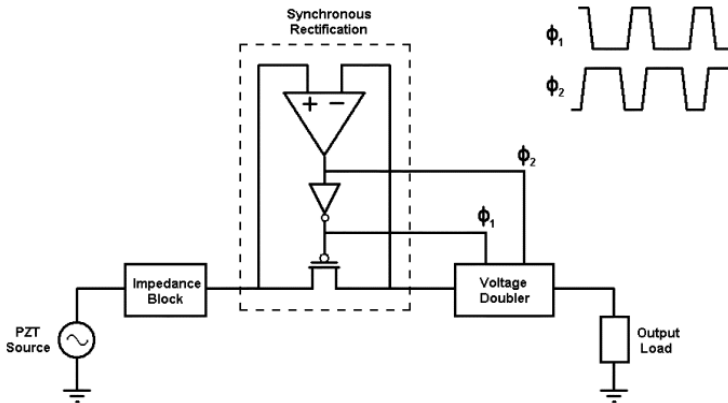 Synchronous
Rectification
ϕ1
ϕ2
+ −
ϕ2
ϕ1
Impedance
Block
Voltage
Doubler
PZT
Source
Output
Load